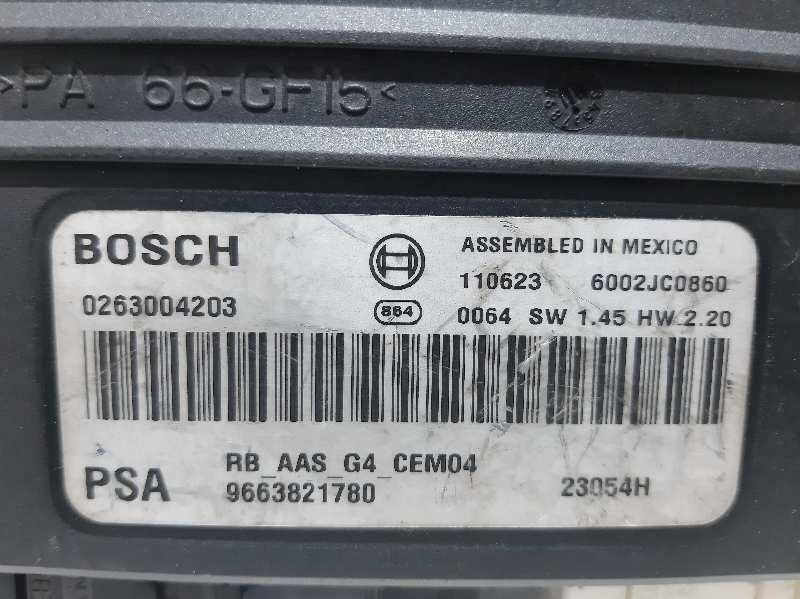 >PA 66-GF15<
BOSCH
ASSEMBLED IN MEXICO
110623 6002JC0860
0263004203
864
0064 SW 1.45 HW 2.20
RB_AAS_G4_CEM04
PSA
9663821780
23054H